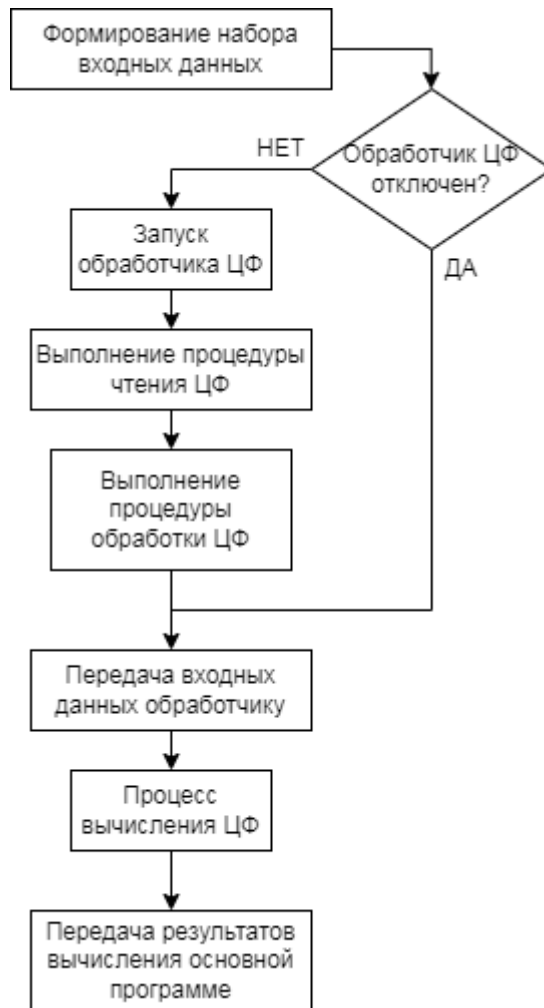 Формирование набора
входных данных
НЕТ
Обработчик ЦФ
отключен?
Запуск
обработчика ЦФ
ДА
Выполнение процедуры
чтения ЦФ
Выполнение
процедуры
обработки ЦФ
Передача входных
данных обработчику
Процесс
вычисления ЦФ
Передача результатов
вычисления основной
программе